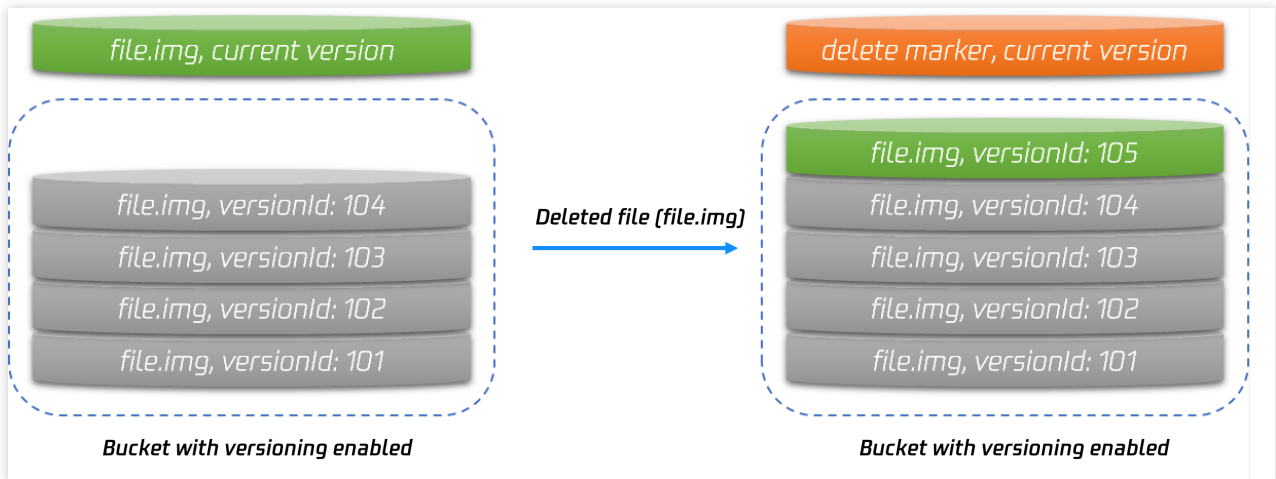 file.img, current version
file.img, versionId: 104
file.img, versionId: 103
file.img, versionId: 102
file.img, versionId: 101
Bucket with versioning enabled
Deleted file (file.img)
delete marker, current version
file.img, versionId: 105
file.img, versionId: 104
file.img, versionId: 103
file.img, versionId: 102
file.img, versionId: 101
Bucket with versioning enabled